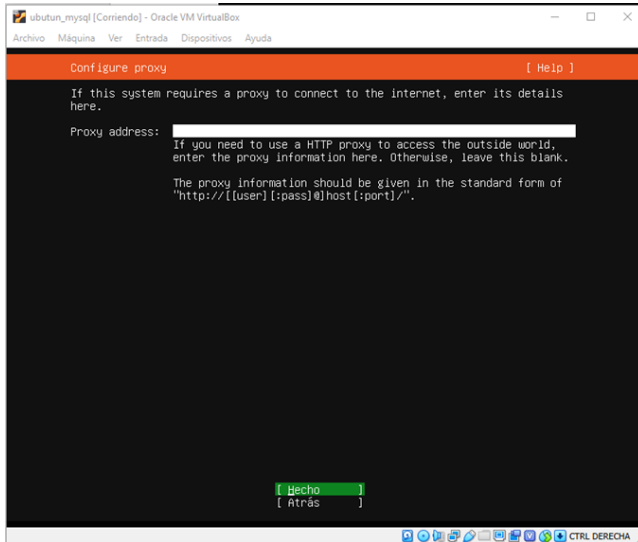 ubutun_mysql [Corriendo] - Oracle VM VirtualBox
Archivo Máquina Ver Entrada Dispositivos Ayuda
Configure proxy [ Help ]
If this system requires a proxy to connect to the internet, enter its details
here.
Proxy address:
If you need to use a HTTP proxy to access the outside world,
enter the proxy information here. Otherwise, leave this blank.
The proxy information should be given in the standard form of
"http://[[user][:pass]@]host[:port]/".
[ Hecho ]
[ Atrás ]
CTRL DERECHA